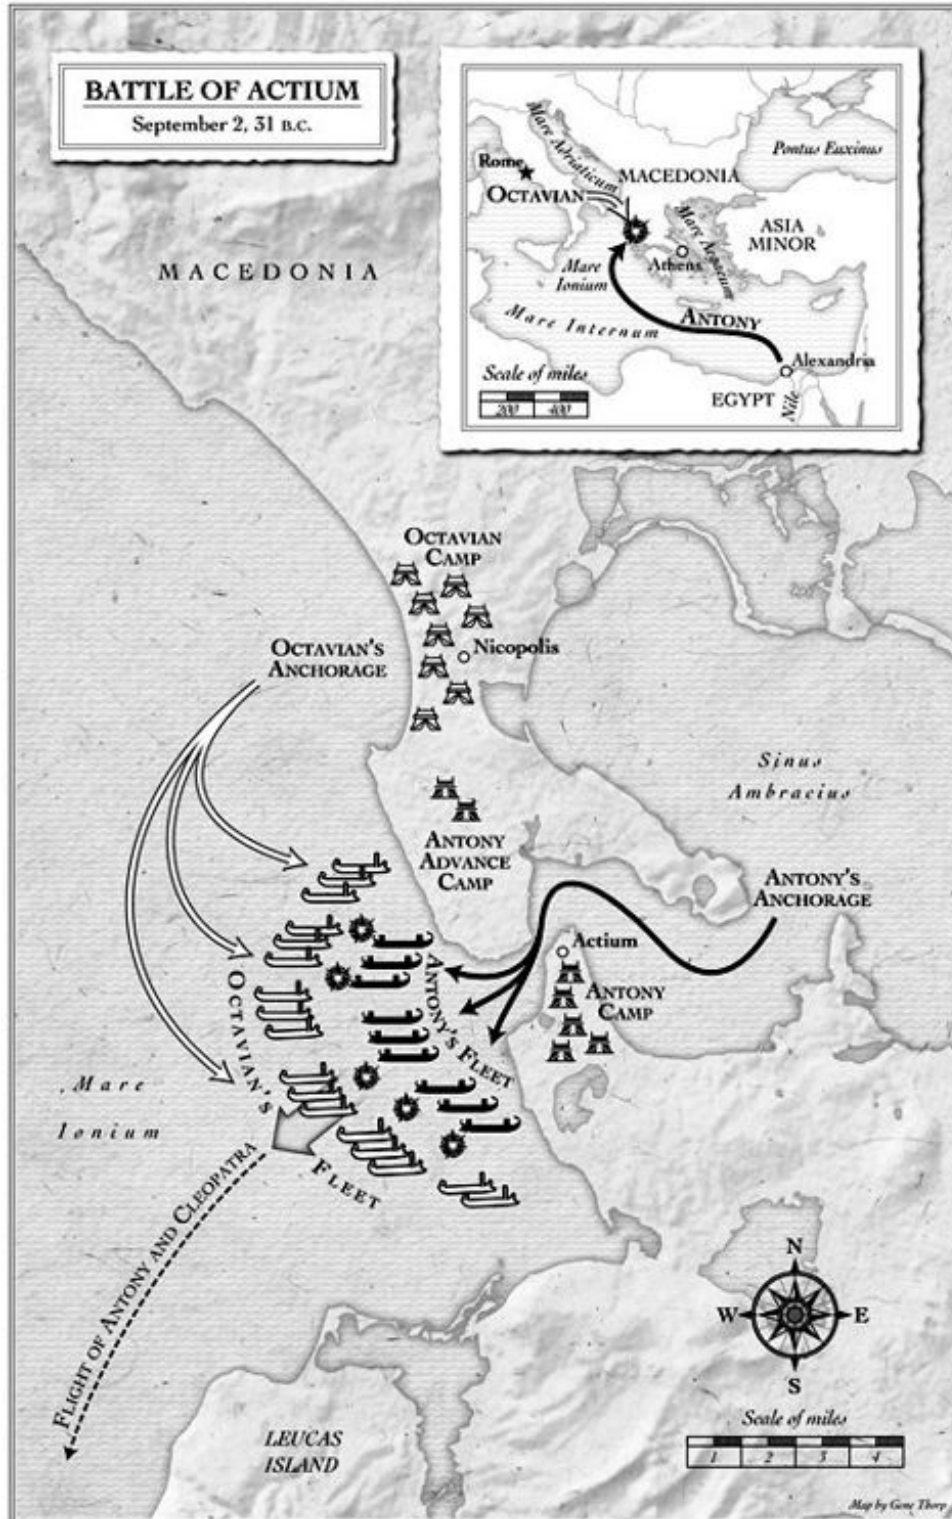 BATTLE OF ACTIUM
September 2, 31 B.C.
Mare Adriaticum
Pontus Euxinus
Rome
MACEDONIA
OCTAVIAN
Mare Aegaeum
ASIA
MINOR
Athens
Mare
Ionium
Mare Internum
ANTONY
Alexandria
Scale of miles
200 400
EGYPT
Nile
MACEDONIA
OCTAVIAN
CAMP
Nicopolis
OCTAVIAN'S
ANCHORAGE
Sinus
Ambracius
ANTONY
ADVANCE
CAMP
ANTONY'S
ANCHORAGE
Actium
ANTONY
CAMP
ANTONY'S FLEET
OCTAVIAN'S
FLEET
Mare
Ionium
FLIGHT OF ANTONY AND CLEOPATRA
N
W E
S
LEUCAS
ISLAND
Scale of miles
1 2 3 4
Map by Gene Thorp